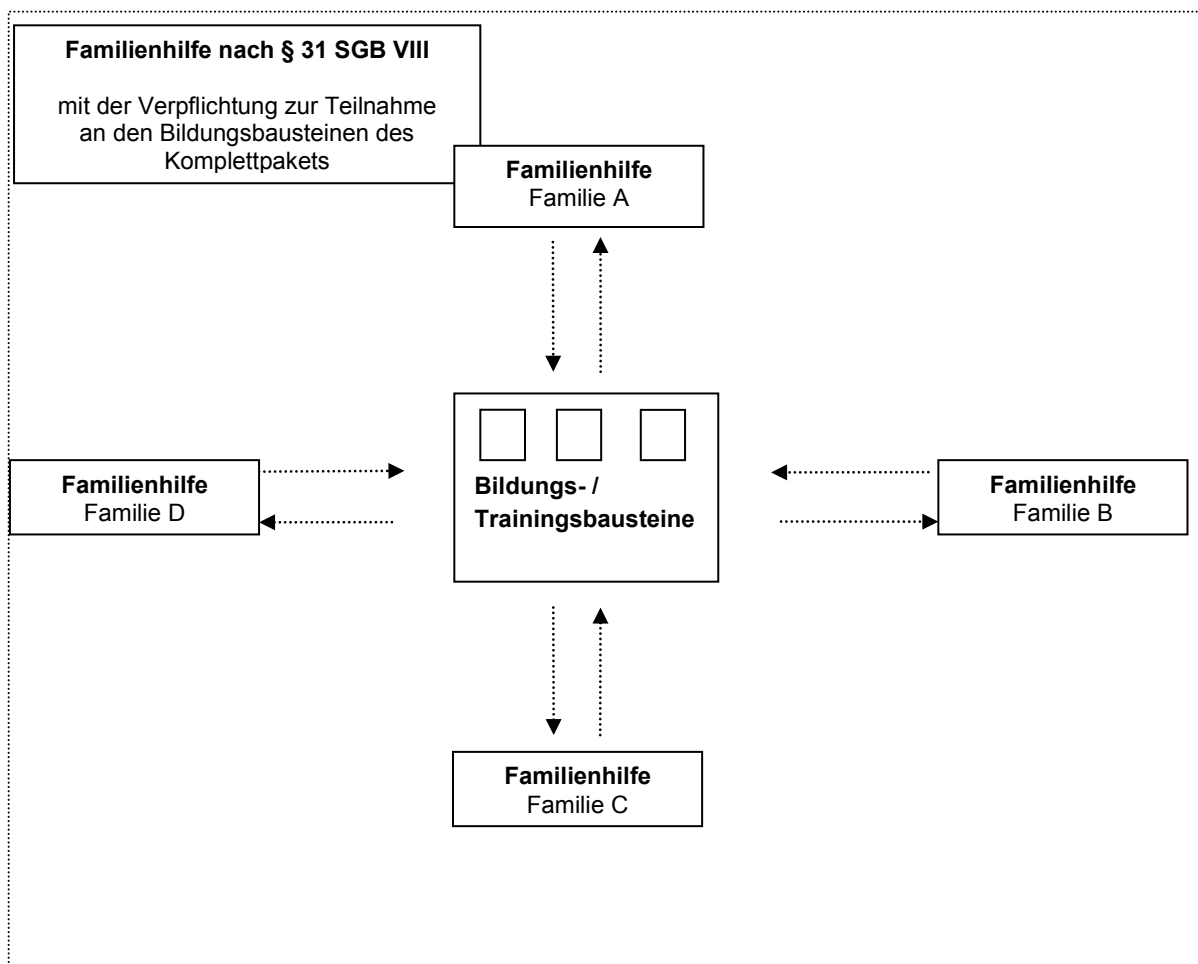 Familienhilfe nach § 31 SGB VIII
mit der Verpflichtung zur Teilnahme
an den Bildungsbausteinen des
Komplettpakets
Familienhilfe
Familie A
Bildungs- /
Trainingsbausteine
Familienhilfe
Familie D
Familienhilfe
Familie B
Familienhilfe
Familie C